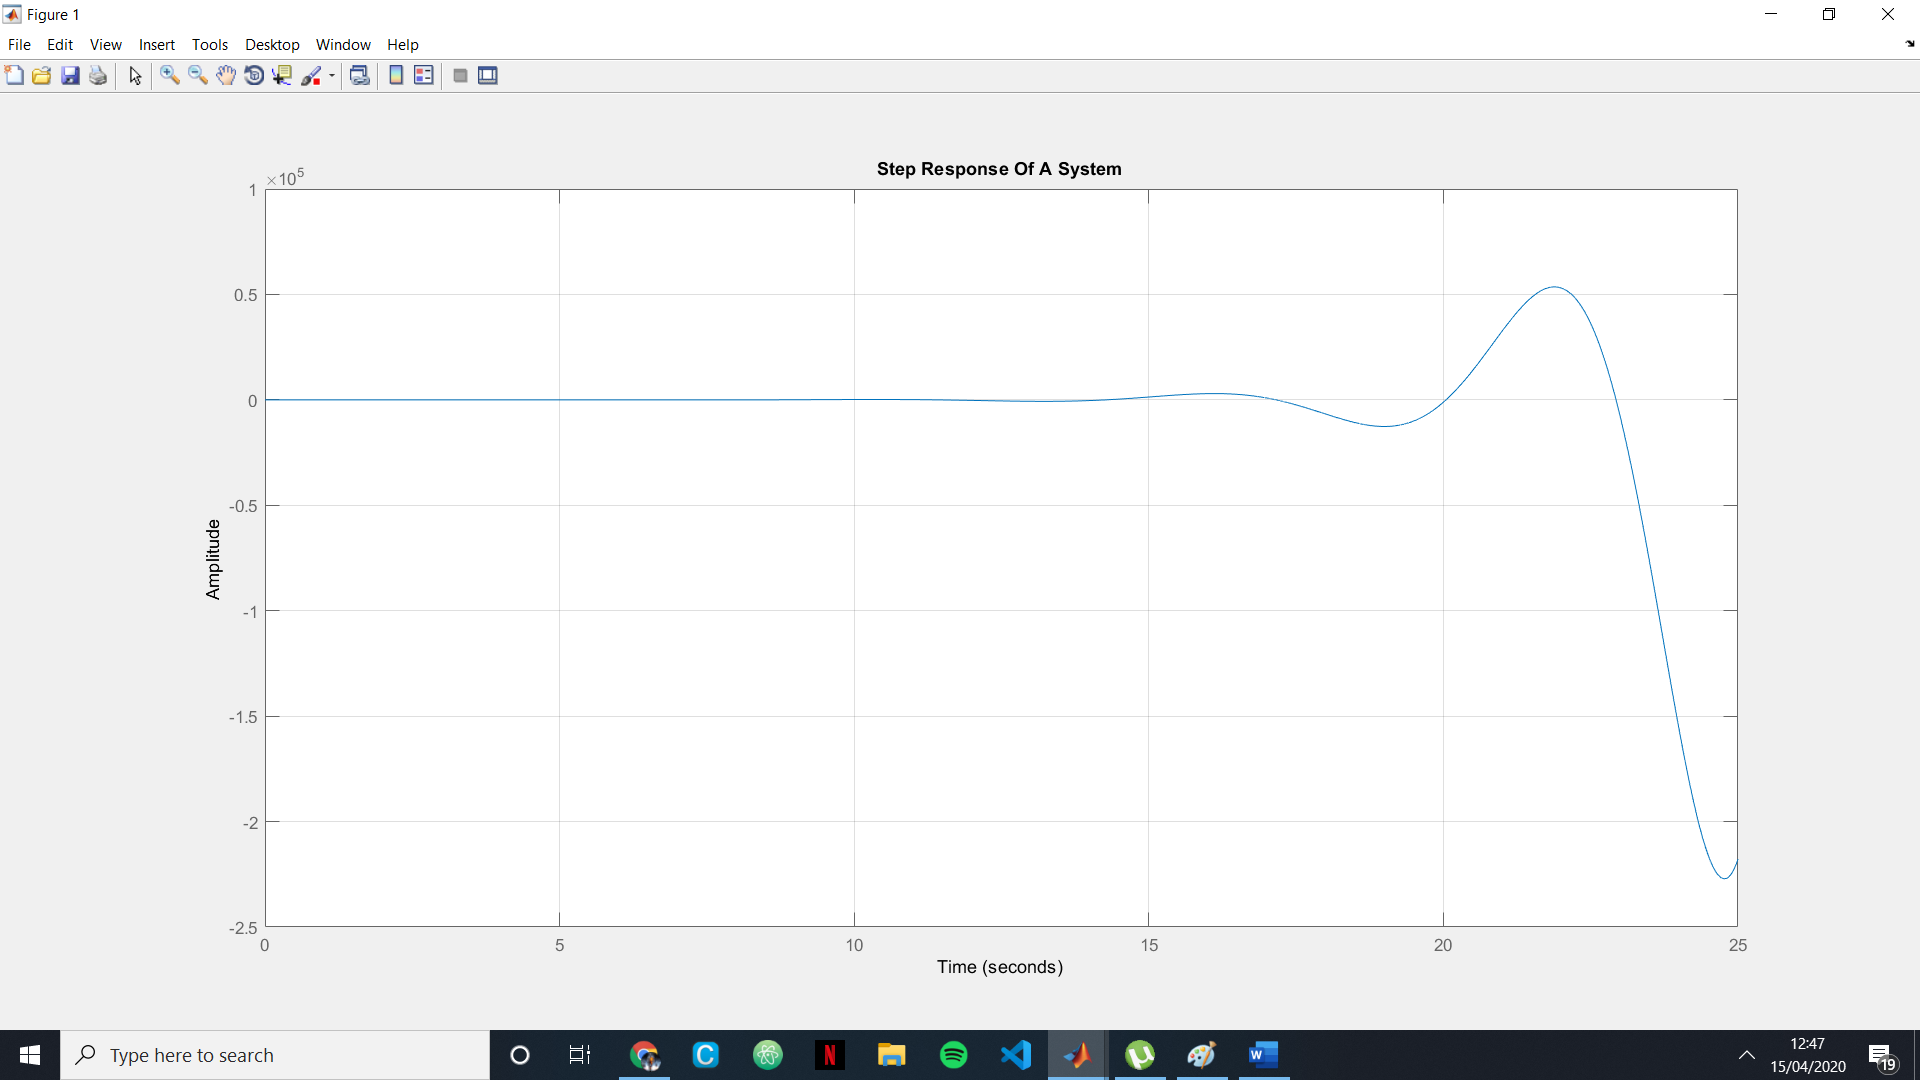 Figure 1
File Edit View Insert Tools Desktop Window Help
Step Response Of A System
×10^5
1
0.5
0
-0.5
-1
-1.5
-2
-2.5
Amplitude
0 5 10 15 20 25
Time (seconds)
Type here to search
C
N
W
12:47
15/04/2020
19